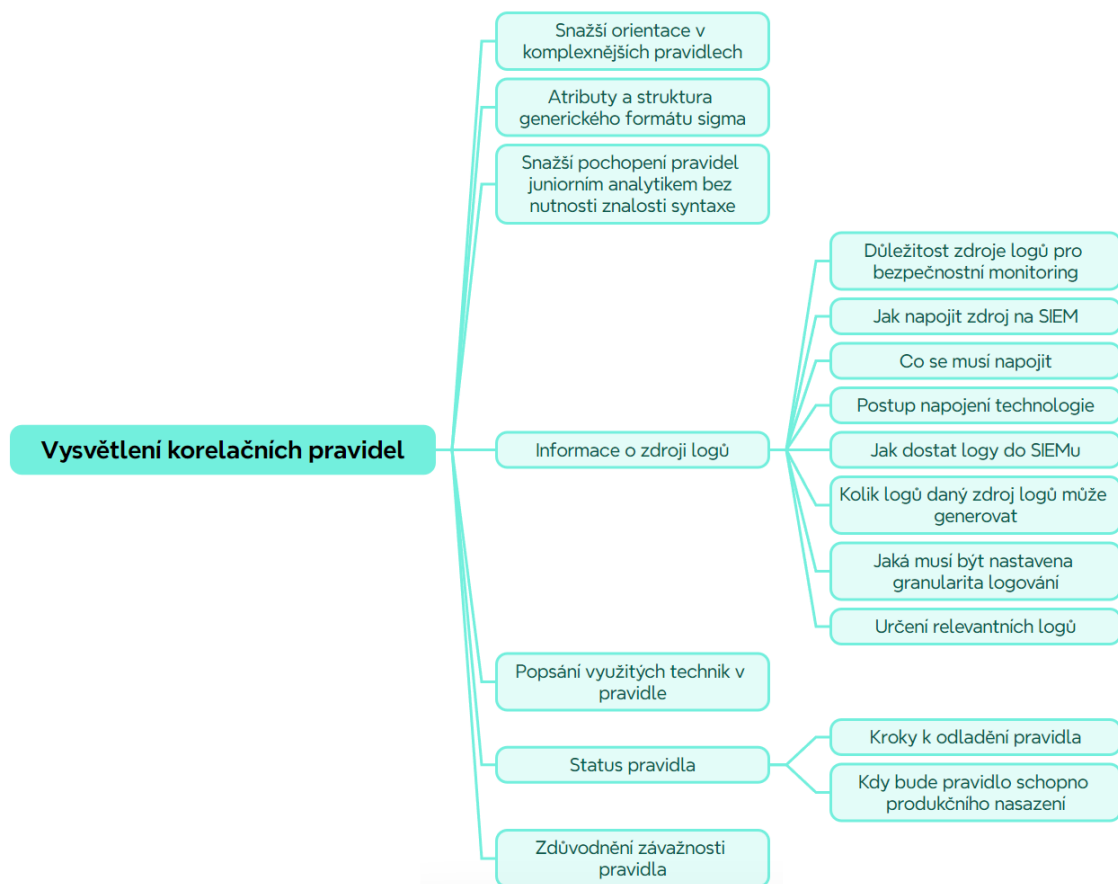 Snažší orientace v
komplexnějších pravidlech
Atributy a struktura
generického formátu sigma
Snažší pochopení pravidel
juniorním analytikem bez
nutnosti znalosti syntaxe
Důležitost zdroje logů pro
bezpečnostní monitoring
Jak napojit zdroj na SIEM
Co se musí napojit
Postup napojení technologie
Vysvětlení korelačních pravidel
Informace o zdroji logů
Jak dostat logy do SIEMu
Kolik logů daný zdroj logů může
generovat
Jaká musí být nastavena
granularita logování
Určení relevantních logů
Popsání využitých technik v
pravidle
Status pravidla
Kroky k odladění pravidla
Kdy bude pravidlo schopno
produkčního nasazení
Zdůvodnění závažnosti
pravidla